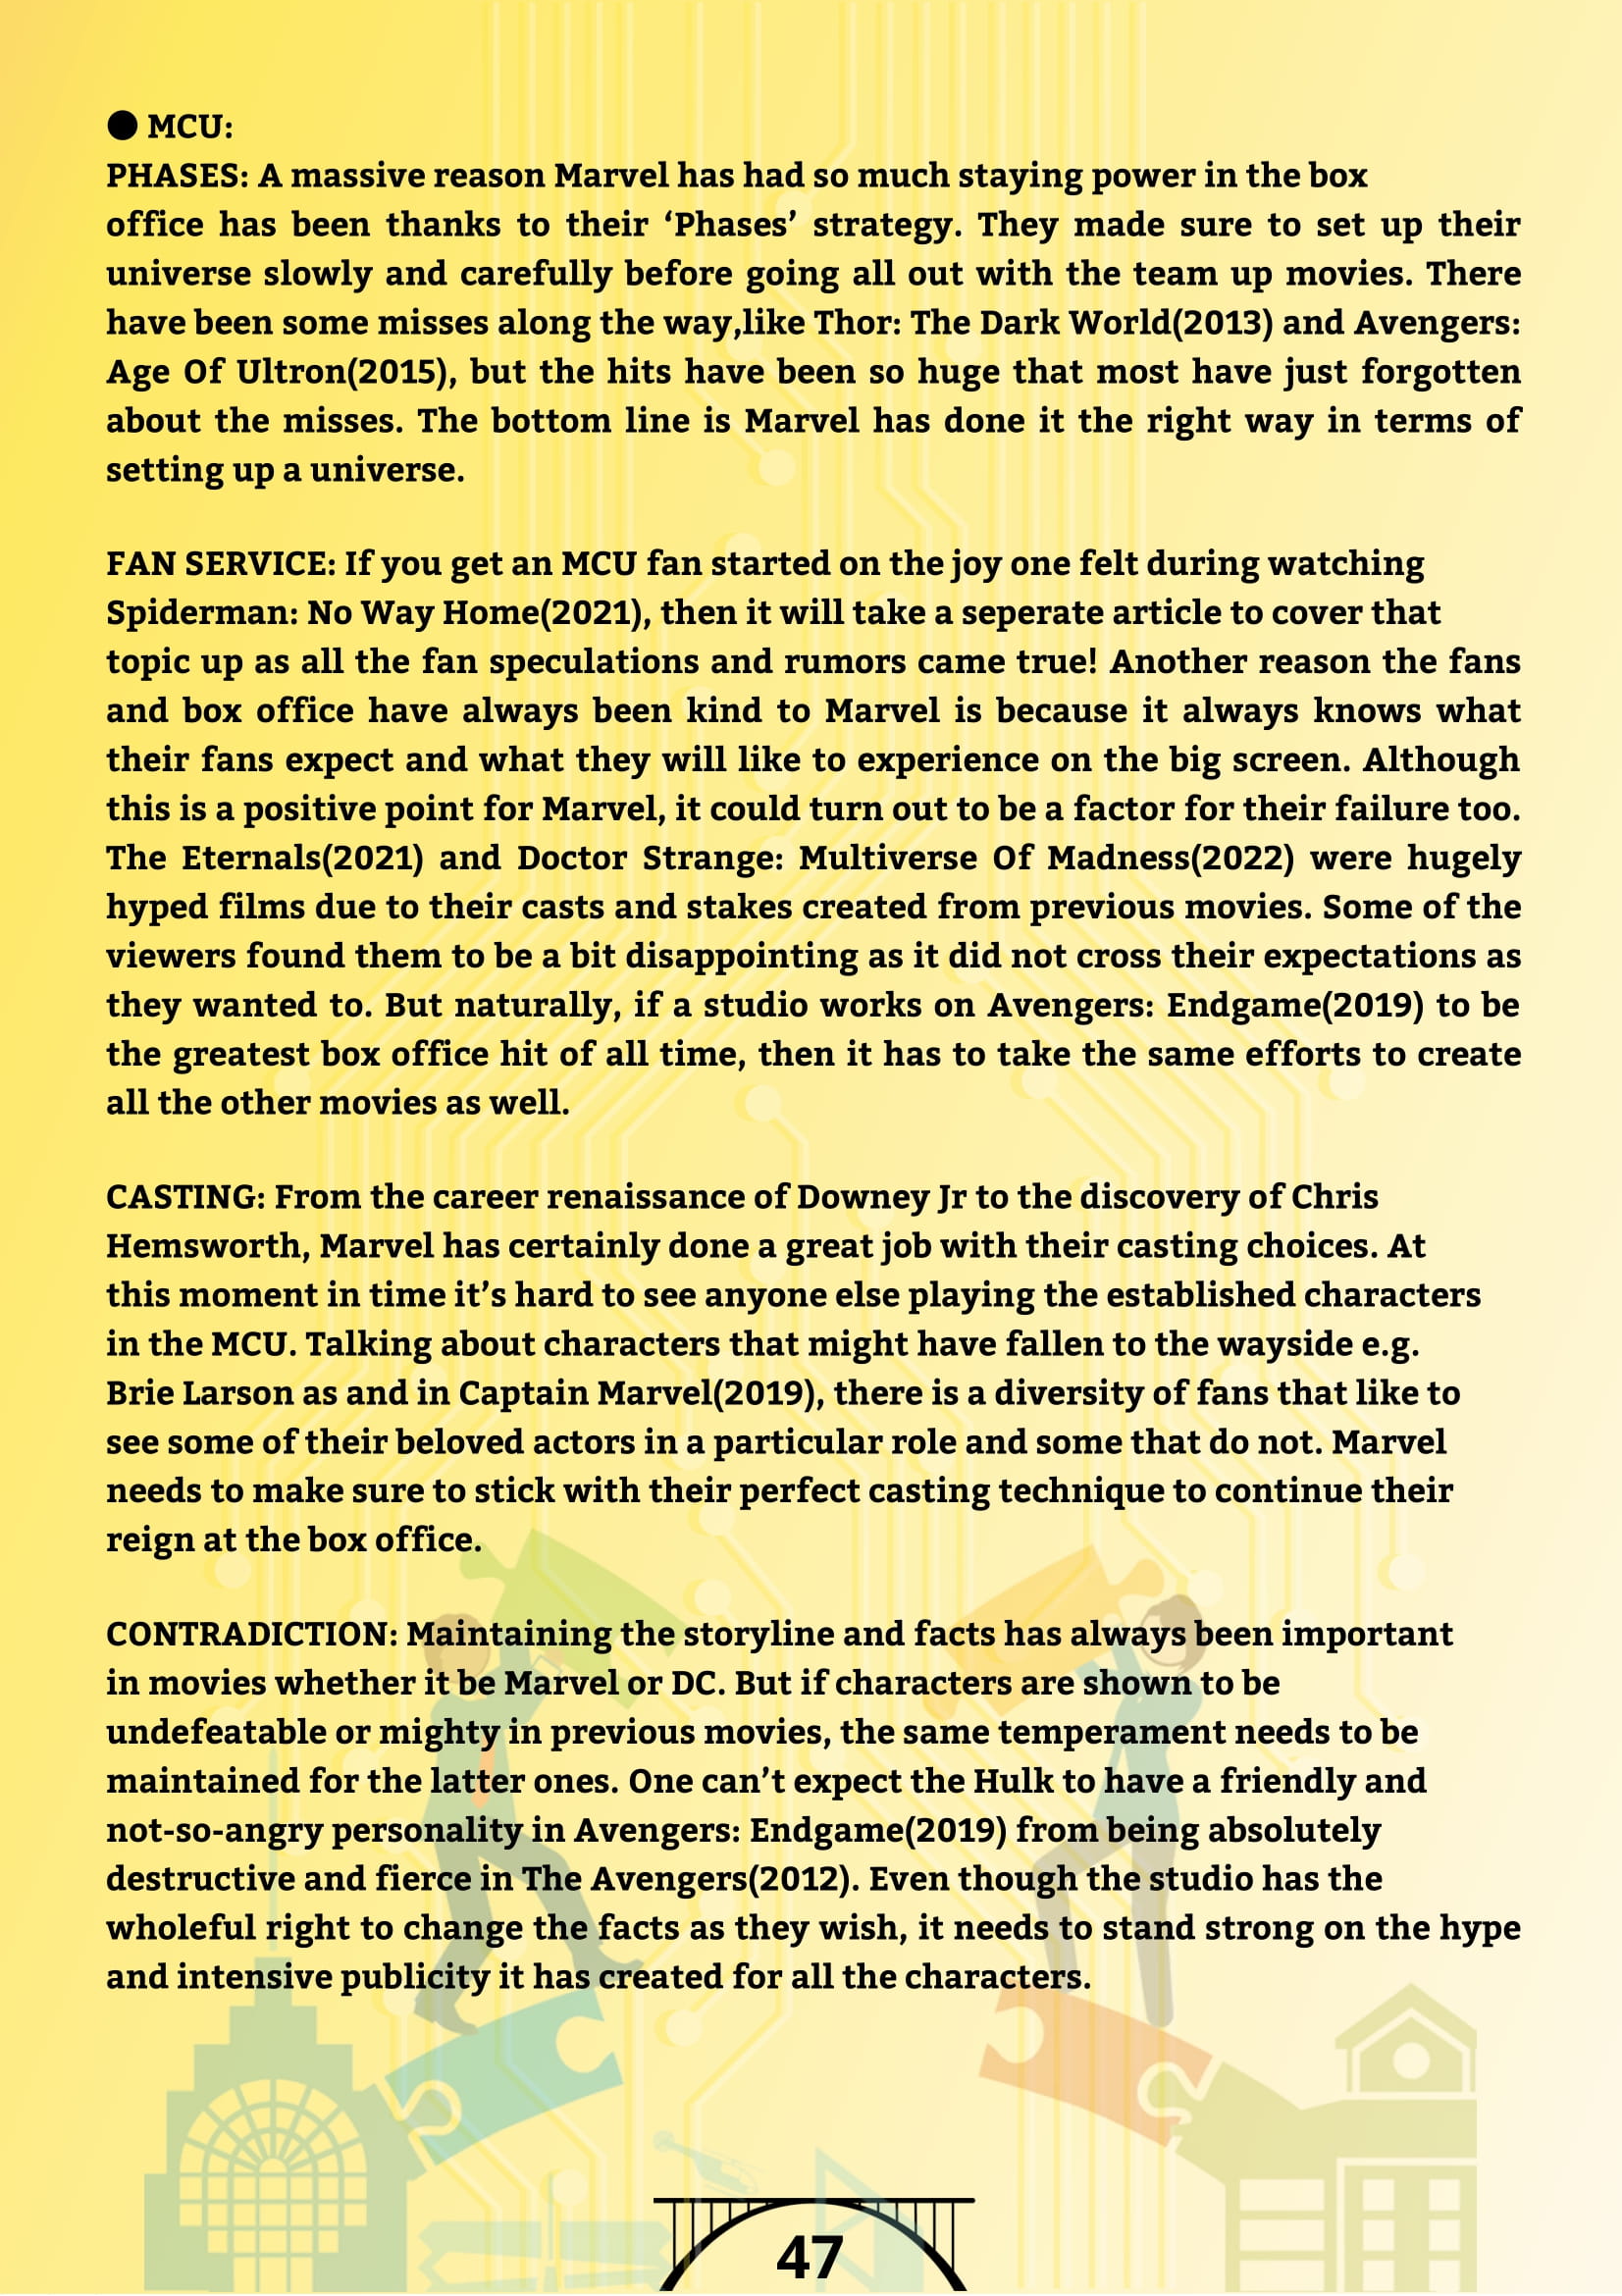 ● MCU:
PHASES: A massive reason Marvel has had so much staying power in the box
office has been thanks to their ‘Phases’ strategy. They made sure to set up their
universe slowly and carefully before going all out with the team up movies. There
have been some misses along the way,like Thor: The Dark World(2013) and Avengers:
Age Of Ultron(2015), but the hits have been so huge that most have just forgotten
about the misses. The bottom line is Marvel has done it the right way in terms of
setting up a universe.
FAN SERVICE: If you get an MCU fan started on the joy one felt during watching
Spiderman: No Way Home(2021), then it will take a seperate article to cover that
topic up as all the fan speculations and rumors came true! Another reason the fans
and box office have always been kind to Marvel is because it always knows what
their fans expect and what they will like to experience on the big screen. Although
this is a positive point for Marvel, it could turn out to be a factor for their failure too.
The Eternals(2021) and Doctor Strange: Multiverse Of Madness(2022) were hugely
hyped films due to their casts and stakes created from previous movies. Some of the
viewers found them to be a bit disappointing as it did not cross their expectations as
they wanted to. But naturally, if a studio works on Avengers: Endgame(2019) to be
the greatest box office hit of all time, then it has to take the same efforts to create
all the other movies as well.
CASTING: From the career renaissance of Downey Jr to the discovery of Chris
Hemsworth, Marvel has certainly done a great job with their casting choices. At
this moment in time it’s hard to see anyone else playing the established characters
in the MCU. Talking about characters that might have fallen to the wayside e.g.
Brie Larson as and in Captain Marvel(2019), there is a diversity of fans that like to
see some of their beloved actors in a particular role and some that do not. Marvel
needs to make sure to stick with their perfect casting technique to continue their
reign at the box office.
CONTRADICTION: Maintaining the storyline and facts has always been important
in movies whether it be Marvel or DC. But if characters are shown to be
undefeatable or mighty in previous movies, the same temperament needs to be
maintained for the latter ones. One can’t expect the Hulk to have a friendly and
not-so-angry personality in Avengers: Endgame(2019) from being absolutely
destructive and fierce in The Avengers(2012). Even though the studio has the
wholeful right to change the facts as they wish, it needs to stand strong on the hype
and intensive publicity it has created for all the characters.
47